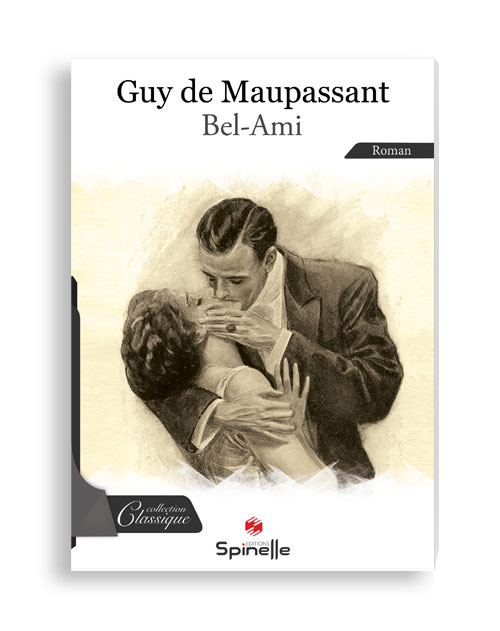 Guy de Maupassant
Bel-Ami
Roman
collection
Classique
EDITIONS
Spinelle